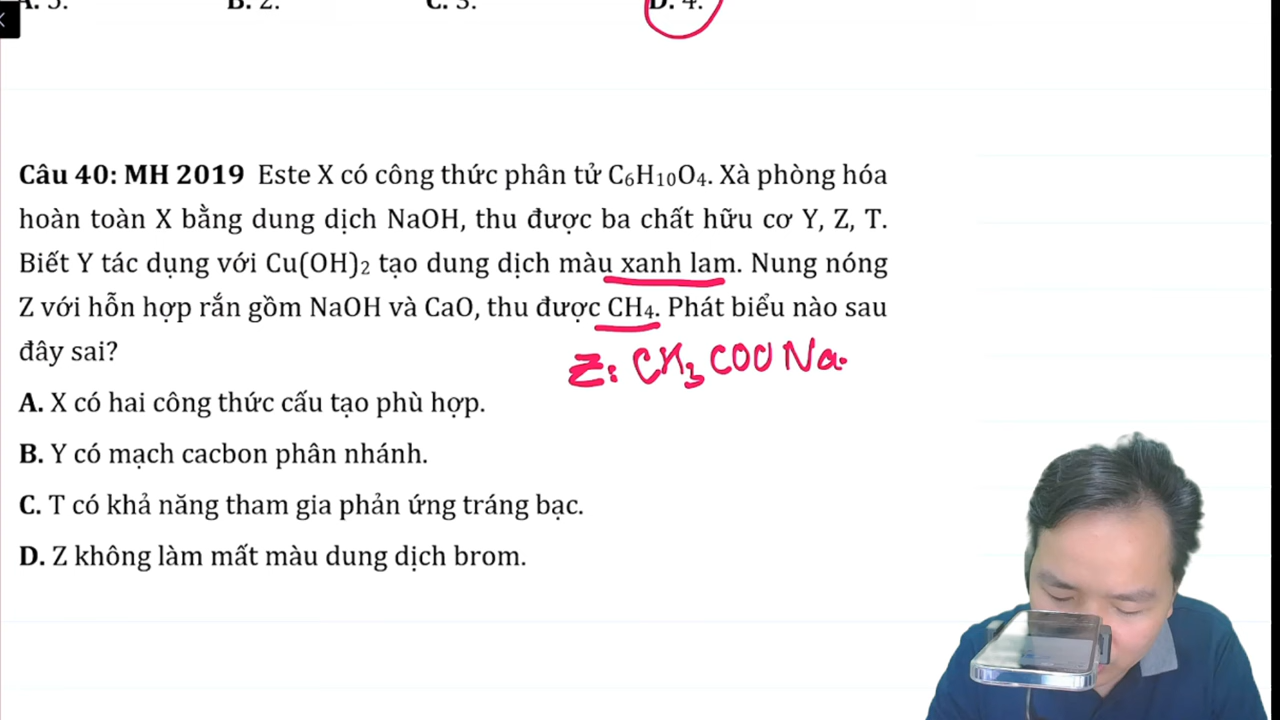 A. 5. B. 2. C. 3. D. 4.
Câu 40: MH 2019 Este X có công thức phân tử C₆H₁₀O₄. Xà phòng hóa
hoàn toàn X bằng dung dịch NaOH, thu được ba chất hữu cơ Y, Z, T.
Biết Y tác dụng với Cu(OH)₂ tạo dung dịch màu xanh lam. Nung nóng
Z với hỗn hợp rắn gồm NaOH và CaO, thu được CH₄. Phát biểu nào sau
đây sai?
Z: CH₃COONa.
A. X có hai công thức cấu tạo phù hợp.
B. Y có mạch cacbon phân nhánh.
C. T có khả năng tham gia phản ứng tráng bạc.
D. Z không làm mất màu dung dịch brom.